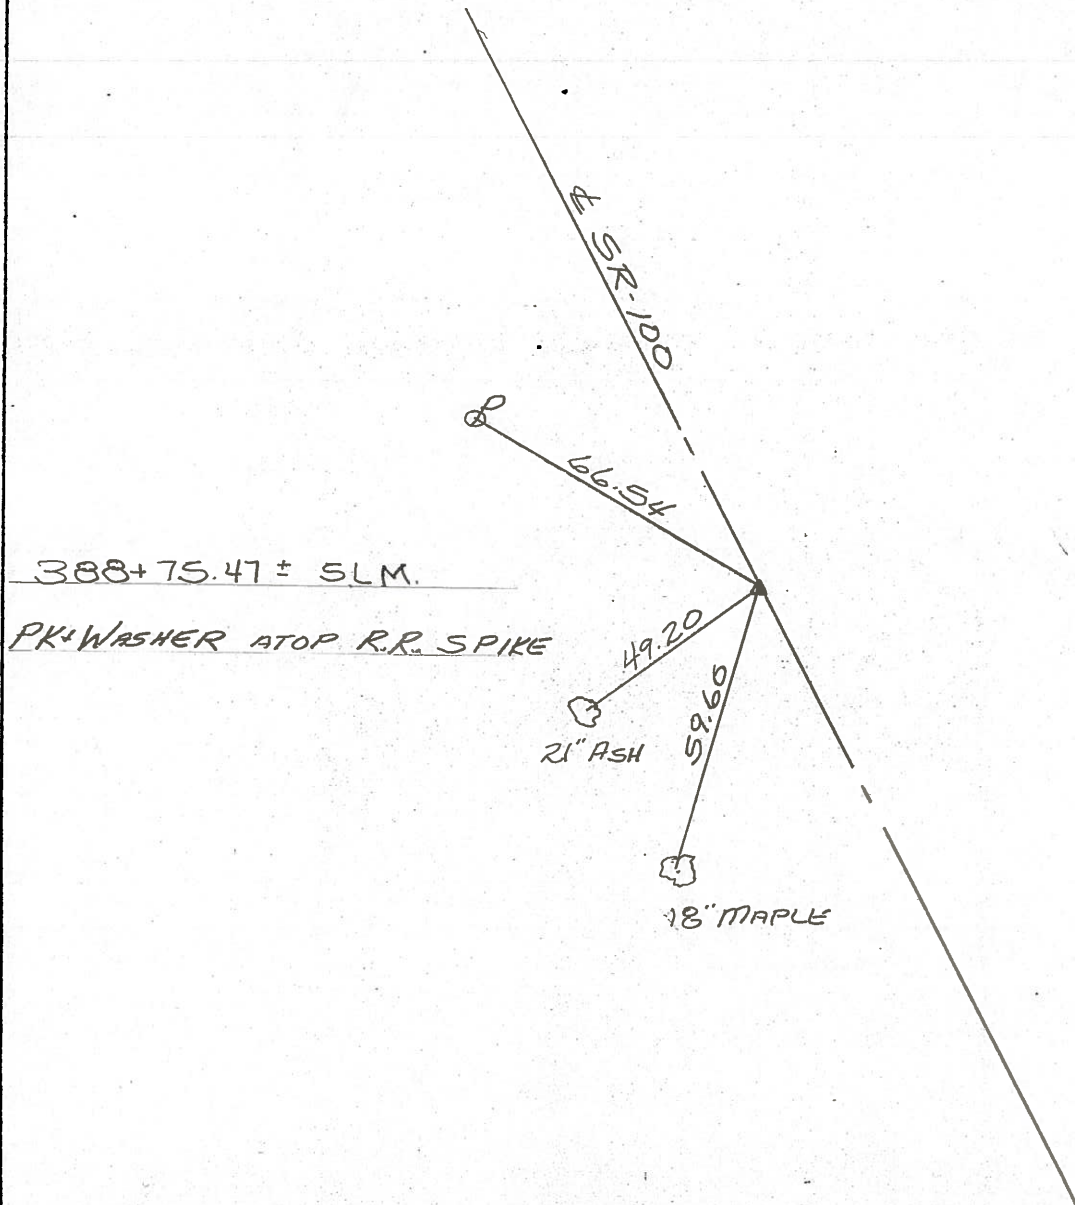 ℄ SR-100
P
66.54
388+75.47 ± SLM.
PK+WASHER ATOP R.R. SPIKE
49.20
59.60
21" ASH
18" MAPLE